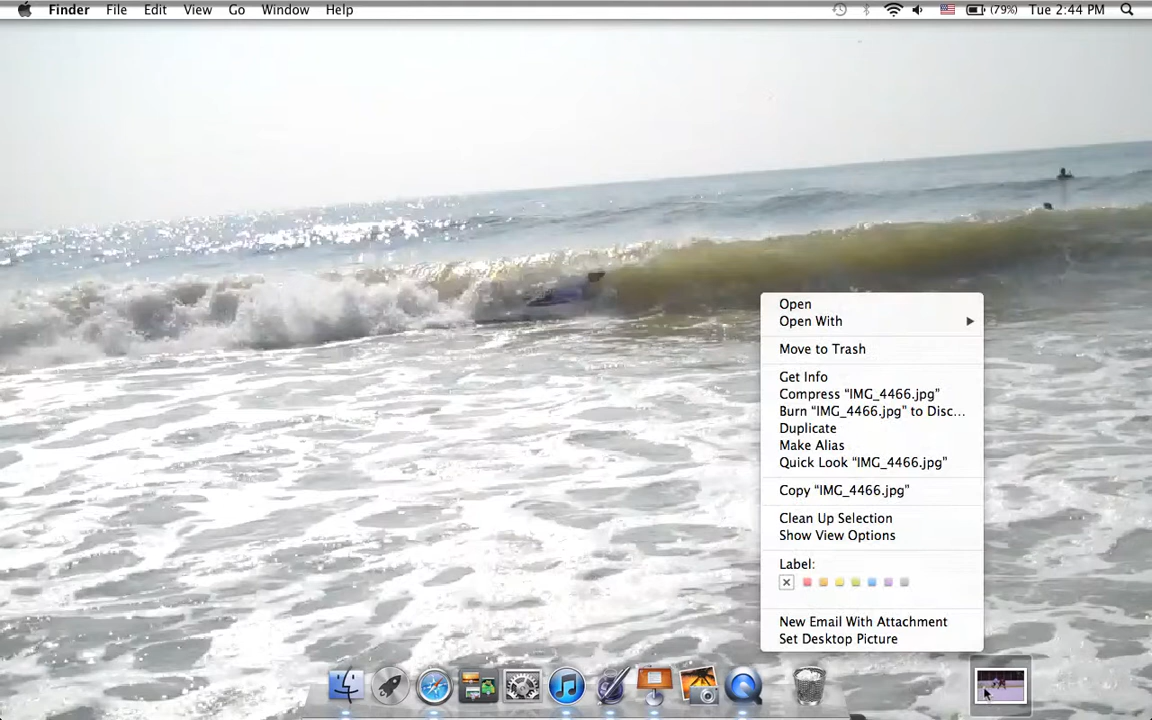 Finder File Edit View Go Window Help (79%) Tue 2:44 PM
Open
Open With
Move to Trash
Get Info
Compress “IMG_4466.jpg”
Burn “IMG_4466.jpg” to Disc...
Duplicate
Make Alias
Quick Look “IMG_4466.jpg”
Copy “IMG_4466.jpg”
Clean Up Selection
Show View Options
Label:
New Email With Attachment
Set Desktop Picture